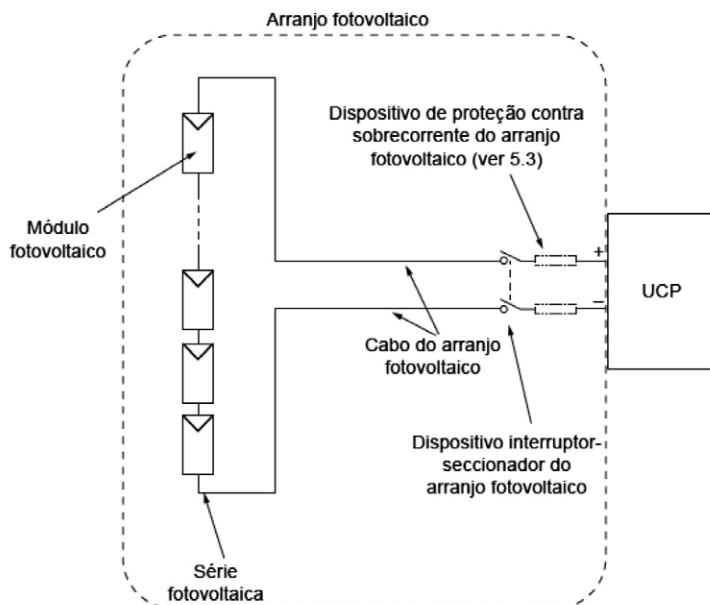 Arranjo fotovoltaico
Dispositivo de proteção contra
sobrecorrente do arranjo
fotovoltaico (ver 5.3)
Módulo
fotovoltaico
+
UCP
−
Cabo do arranjo
fotovoltaico
Dispositivo interruptor-
seccionador do
arranjo fotovoltaico
Série
fotovoltaica